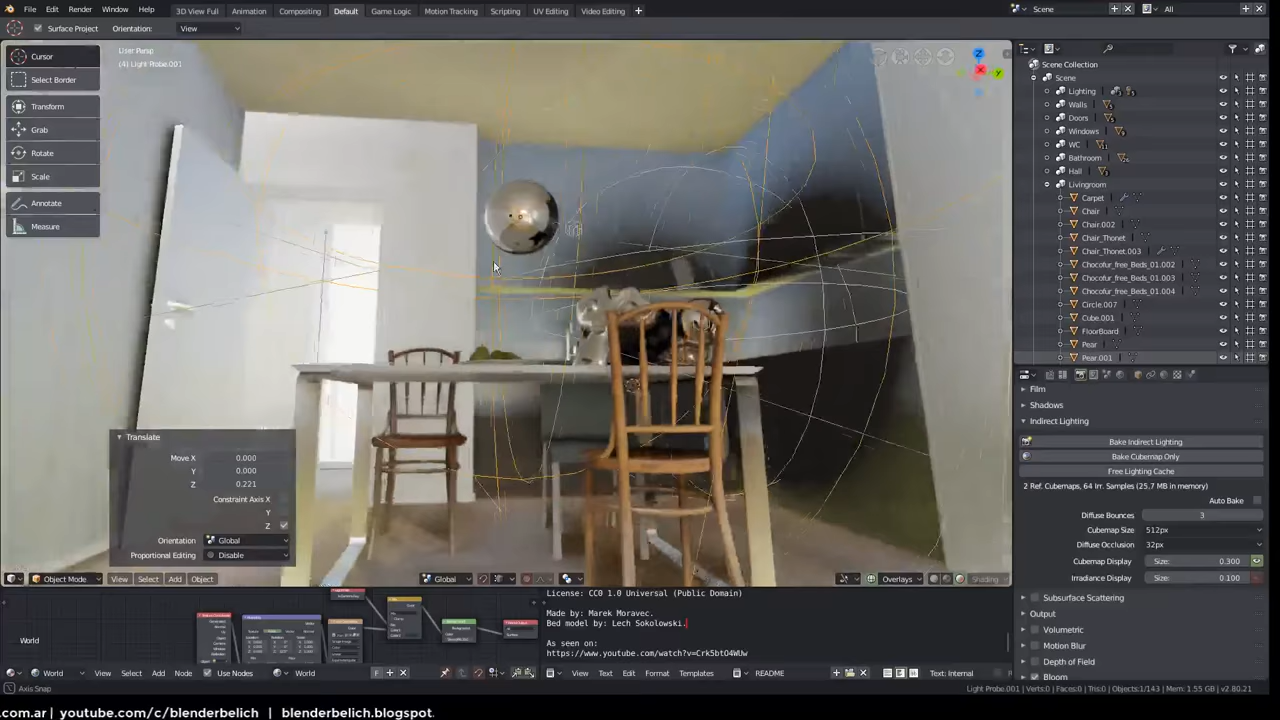 File Edit Render Window Help 3D View Full Animation Compositing Default Game Logic Motion Tracking Scripting UV Editing Video Editing + Scene All
Surface Project Orientation: View
User Persp
(4) Light Probe.001
Cursor
Select Border
Transform
Grab
Rotate
Scale
Annotate
Measure
Z
X
Y
Translate
Move X 0.000
Y 0.000
Z 0.221
Constraint Axis X
Y
Z
Orientation Global
Proportional Editing Disable
Object Mode View Select Add Object Global Overlays Shading
Scene Collection
Scene
Lighting
Walls
Doors
Windows
WC
Bathroom
Hall
Livingroom
Carpet
Chair
Chair.002
Chair_Thonet
Chair_Thonet.003
Chocofur_free_Beds_01.002
Chocofur_free_Beds_01.003
Chocofur_free_Beds_01.004
Circle.007
Cube.001
FloorBoard
Pear
Pear.001
Film
Shadows
Indirect Lighting
Bake Indirect Lighting
Bake Cubemap Only
Free Lighting Cache
2 Ref. Cubemaps, 64 Irr. Samples (25,7 MB in memory)
Auto Bake
Diffuse Bounces 3
Cubemap Size 512px
Diffuse Occlusion 32px
Cubemap Display Size: 0.300
Irradiance Display Size: 0.100
Subsurface Scattering
Output
Volumetric
Motion Blur
Depth of Field
Bloom
World
License: CC0 1.0 Universal (Public Domain)
Made by: Marek Moravec.
Bed model by: Lech Sokolowski.
As seen on:
https://www.youtube.com/watch?v=Crk5btO4WUw
World View Select Add Node Use Nodes World F
View Text Edit Format Templates README Text: Internal
Axis Snap
Light Probe.001 | Verts:0 | Faces:0 | Tris:0 | Objects:1/143 | Mem: 1.55 GB | v2.80.21
.com.ar | youtube.com/c/blenderbelich | blenderbelich.blogspot.